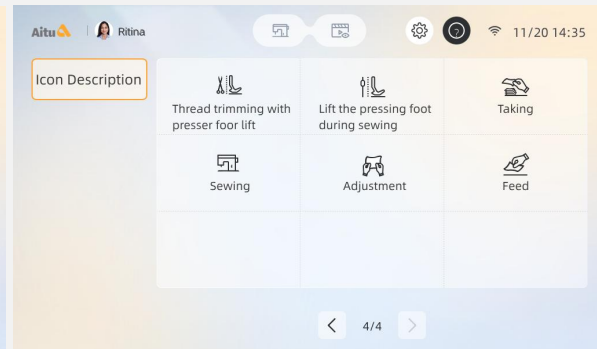 Aitu
Ritina
11/20 14:35
Icon Description
Thread trimming with
presser foor lift
Lift the pressing foot
during sewing
Taking
Sewing
Adjustment
Feed
4/4